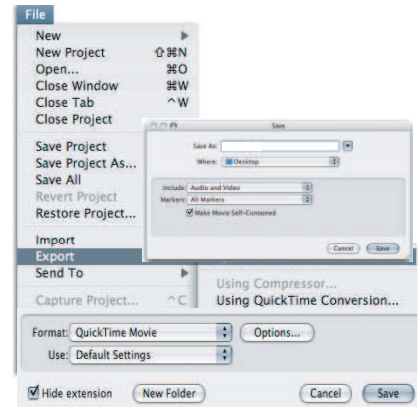 File
New
New Project ⇧⌘N
Open... ⌘O
Close Window ⌘W
Close Tab ^W
Close Project
Save Project
Save Project As...
Save All
Revert Project
Restore Project...
Import
Export
Send To
Capture Project... ^C
Save
Save As:
Where: Desktop
Include: Audio and Video
Markers: All Markers
Make Movie Self-Contained
Cancel Save
Using Compressor...
Using QuickTime Conversion...
Format: QuickTime Movie Options...
Use: Default Settings
Hide extension New Folder Cancel Save